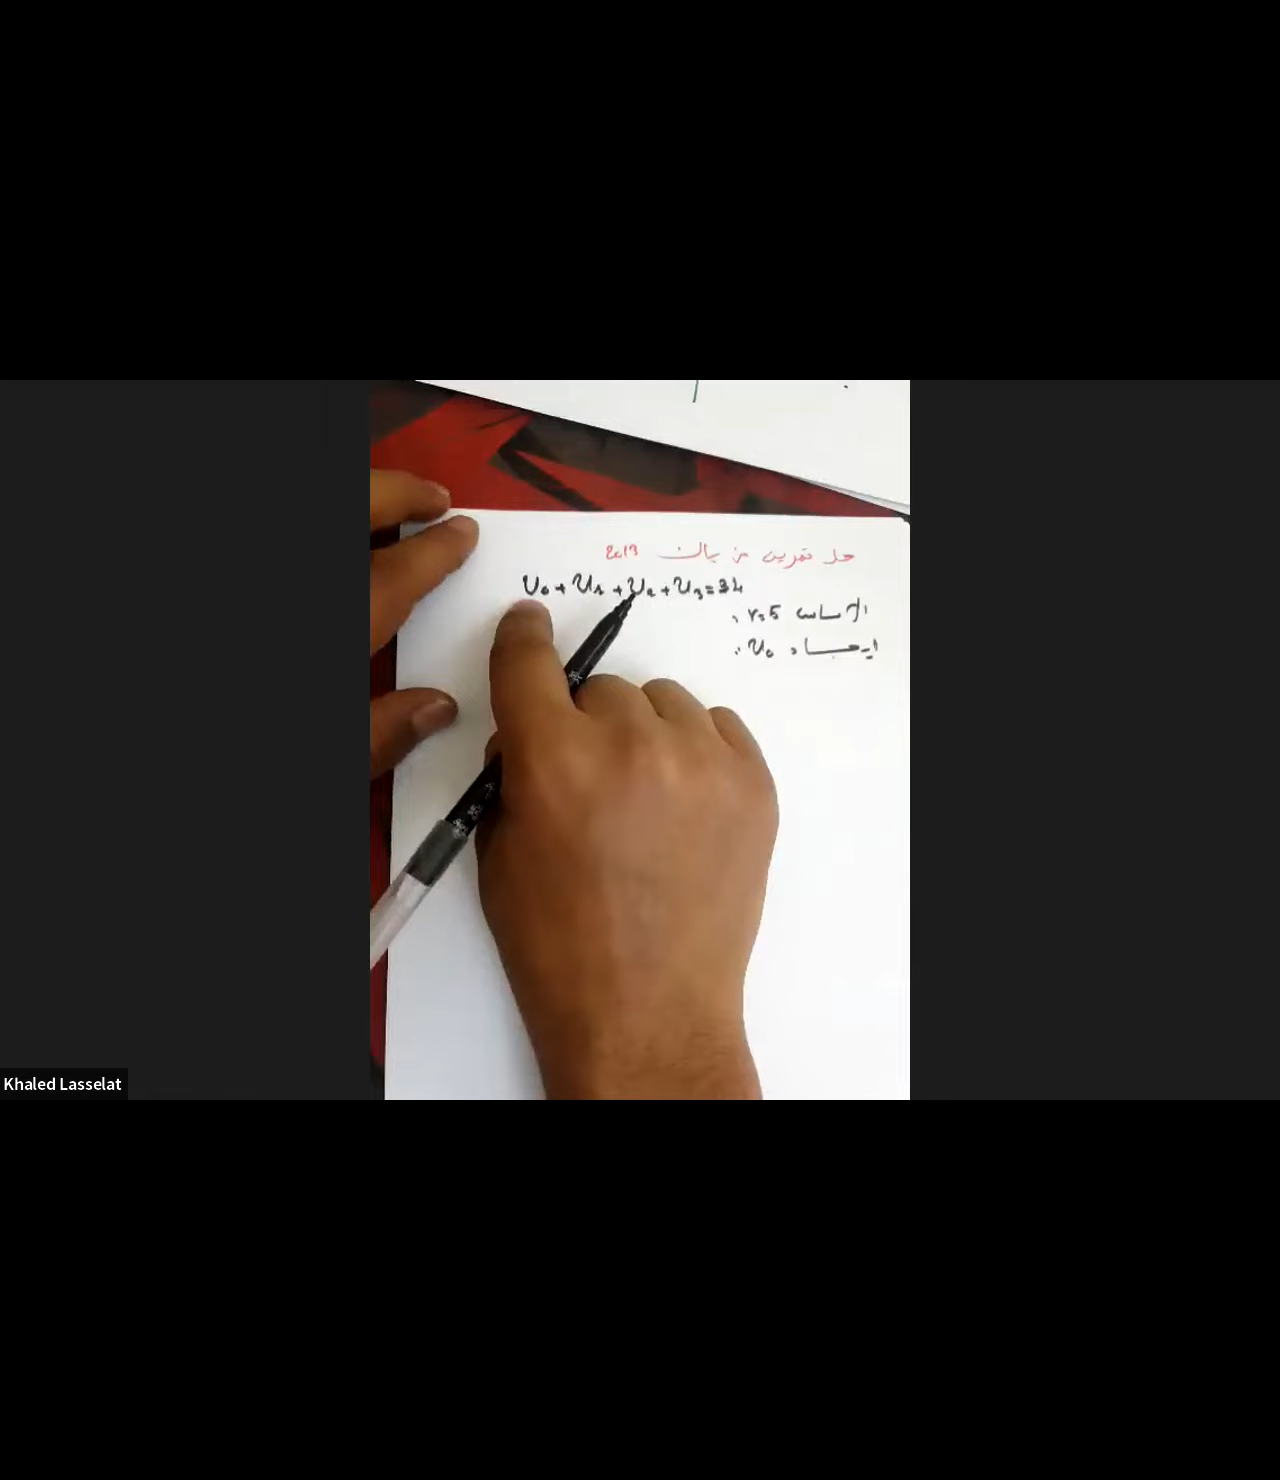 حل تمرين من باك 2013
U₀ + U₁ + U₂ + U₃ = 34
الأساس r=5 :
إيجاد U₀ :
Khaled Lasselat